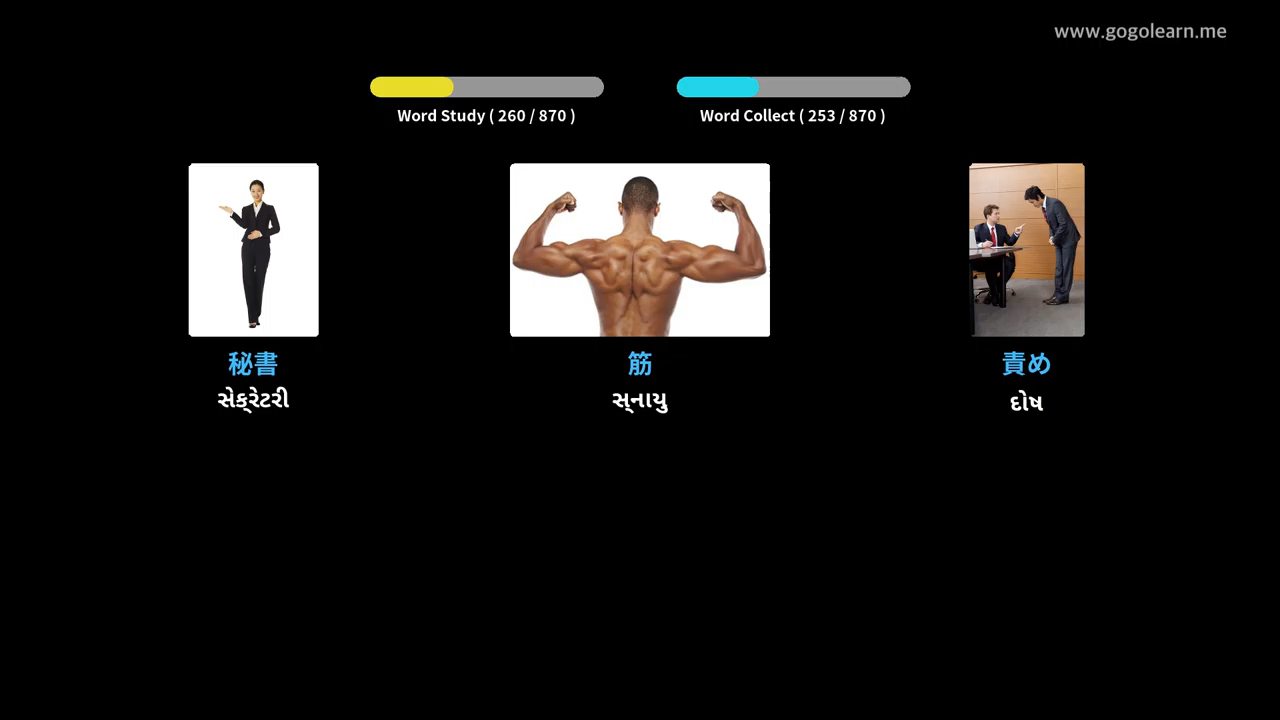 www.gogolearn.me
Word Study ( 260 / 870 )
Word Collect ( 253 / 870 )
秘書
筋
責め
સેક્રેટરી
સ્નાયુ
દોષ